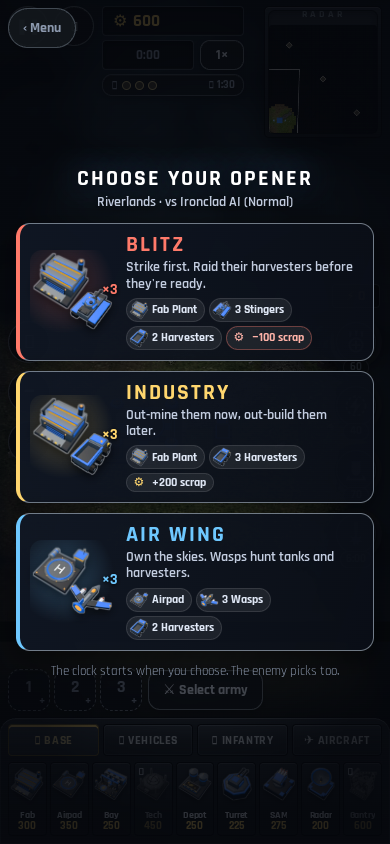 RADAR
‹ Menu
600
0:00
1×
1:30
CHOOSE YOUR OPENER
Riverlands · vs Ironclad AI (Normal)
BLITZ
Strike first. Raid their harvesters before
they're ready.
×3
Fab Plant
3 Stingers
2 Harvesters
−100 scrap
INDUSTRY
Out-mine them now, out-build them
later.
×3
Fab Plant
3 Harvesters
+200 scrap
AIR WING
Own the skies. Wasps hunt tanks and
harvesters.
×3
Airpad
3 Wasps
2 Harvesters
The clock starts when you choose. The enemy picks too.
1
2
3
Select army
BASE
VEHICLES
INFANTRY
AIRCRAFT
Fab
Airpad
Bay
Tech
Depot
Turret
SAM
Radar
300
350
250
450
250
225
275
200
600